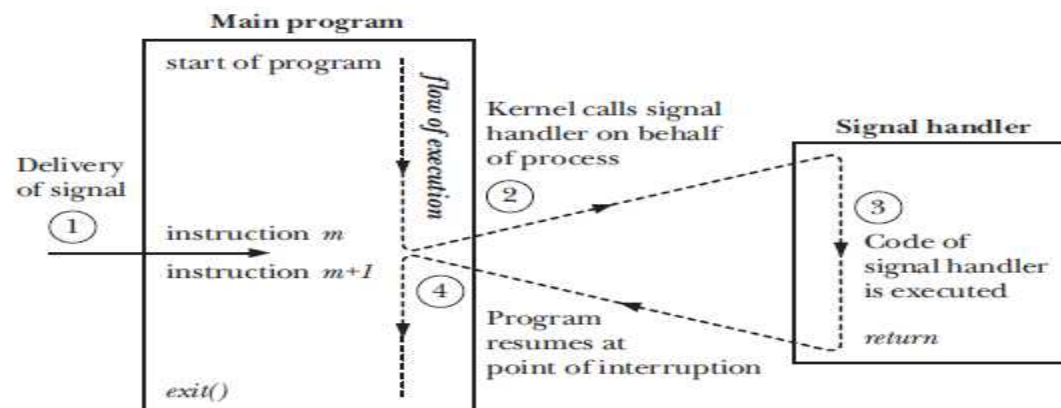 Main program
start of program
flow of execution
Delivery
of signal
1
instruction m
instruction m+1
exit()
Kernel calls signal
handler on behalf
of process
2
Signal handler
3
Code of
signal handler
is executed
return
4
Program
resumes at
point of interruption